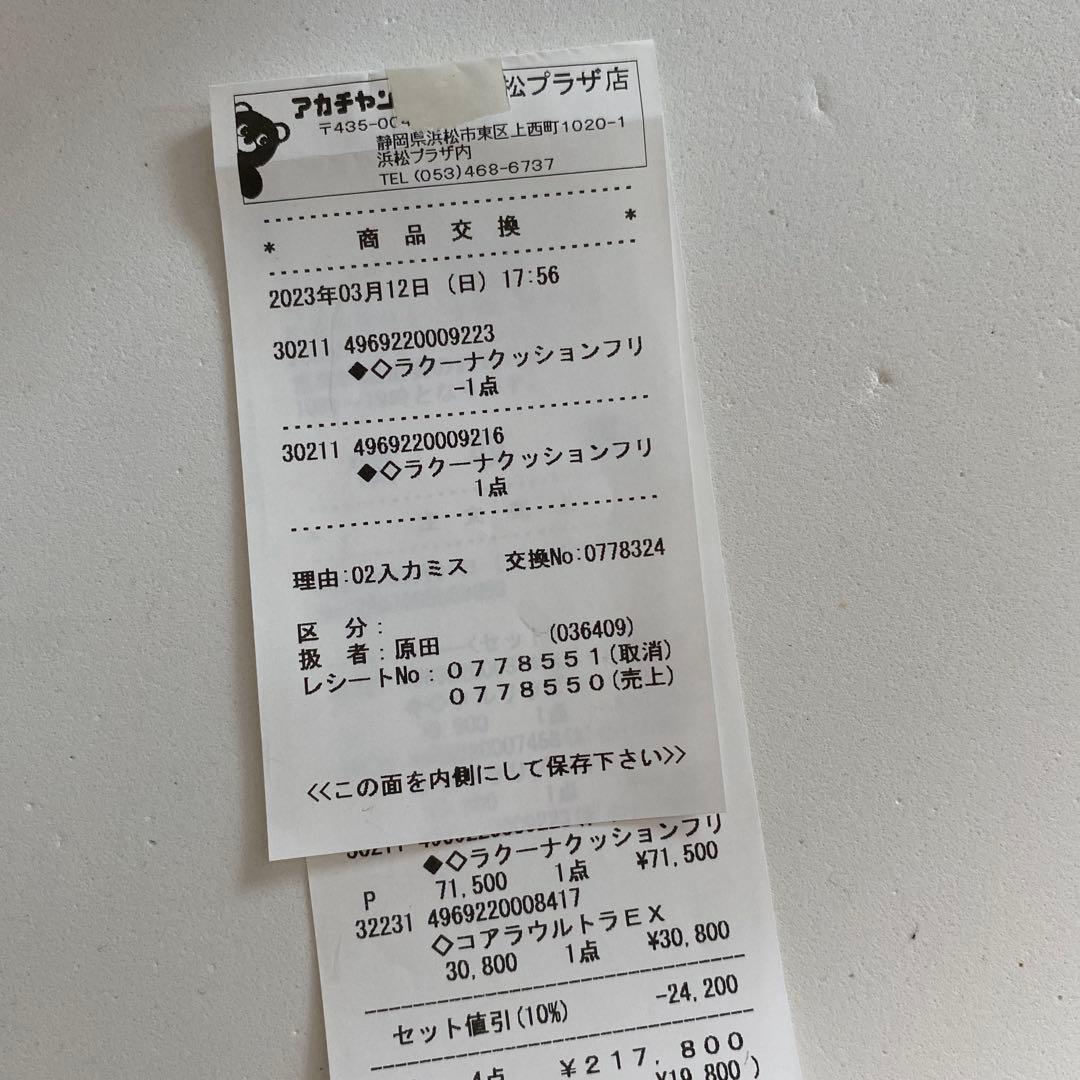 アカチャン 松プラザ店
〒435-004
静岡県浜松市東区上西町1020-1
浜松プラザ内
TEL (053)468-6737
* 商 品 交 換 *
2023年03月12日 (日) 17:56
30211 4969220009223
◆◇ラクーナクッションフリ
-1点
30211 4969220009216
◆◇ラクーナクッションフリ
1点
理由:02入力ミス 交換No:0778324
区 分:
扱 者:原田 (036409)
レシートNo:0778551(取消)
0778550(売上)
<<この面を内側にして保存下さい>>
◆◇ラクーナクッションフリ
P 71,500 1点 ¥71,500
32231 4969220008417
◇コアラウルトラEX
30,800 1点 ¥30,800
セット値引(10%) -24,200
4点 ¥217,800
¥19,800)